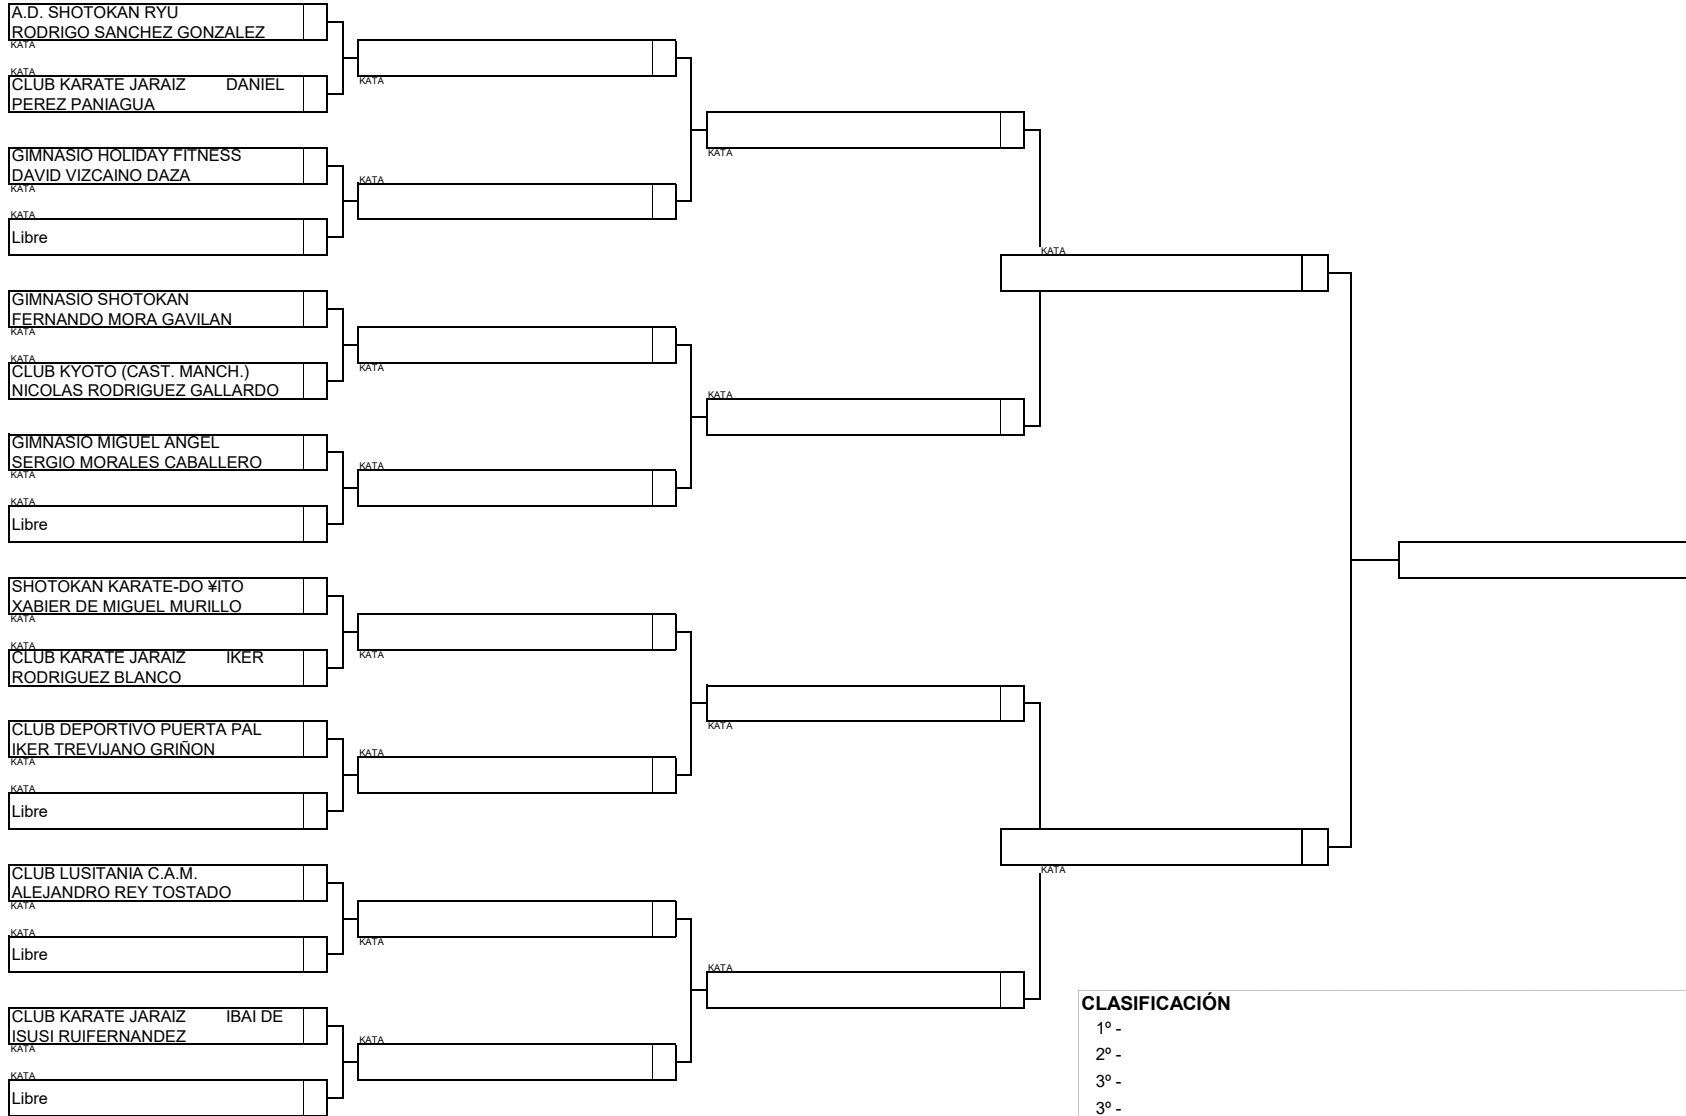 A.D. SHOTOKAN RYU
RODRIGO SANCHEZ GONZALEZ
KATA
KATA
CLUB KARATE JARAIZ DANIEL
PEREZ PANIAGUA
GIMNASIO HOLIDAY FITNESS
DAVID VIZCAINO DAZA
KATA
KATA
Libre
GIMNASIO SHOTOKAN
FERNANDO MORA GAVILAN
KATA
KATA
CLUB KYOTO (CAST. MANCH.)
NICOLAS RODRIGUEZ GALLARDO
GIMNASIO MIGUEL ANGEL
SERGIO MORALES CABALLERO
KATA
KATA
Libre
SHOTOKAN KARATE-DO ¥ITO
XABIER DE MIGUEL MURILLO
KATA
KATA
CLUB KARATE JARAIZ IKER
RODRIGUEZ BLANCO
CLUB DEPORTIVO PUERTA PAL
IKER TREVIJANO GRIÑON
KATA
KATA
Libre
CLUB LUSITANIA C.A.M.
ALEJANDRO REY TOSTADO
KATA
KATA
Libre
CLUB KARATE JARAIZ IBAI DE
ISUSI RUIFERNANDEZ
KATA
KATA
Libre
KATA
KATA
KATA
KATA
KATA
KATA
KATA
KATA
KATA
KATA
KATA
KATA
KATA
KATA
CLASIFICACIÓN
1º -
2º -
3º -
3º -